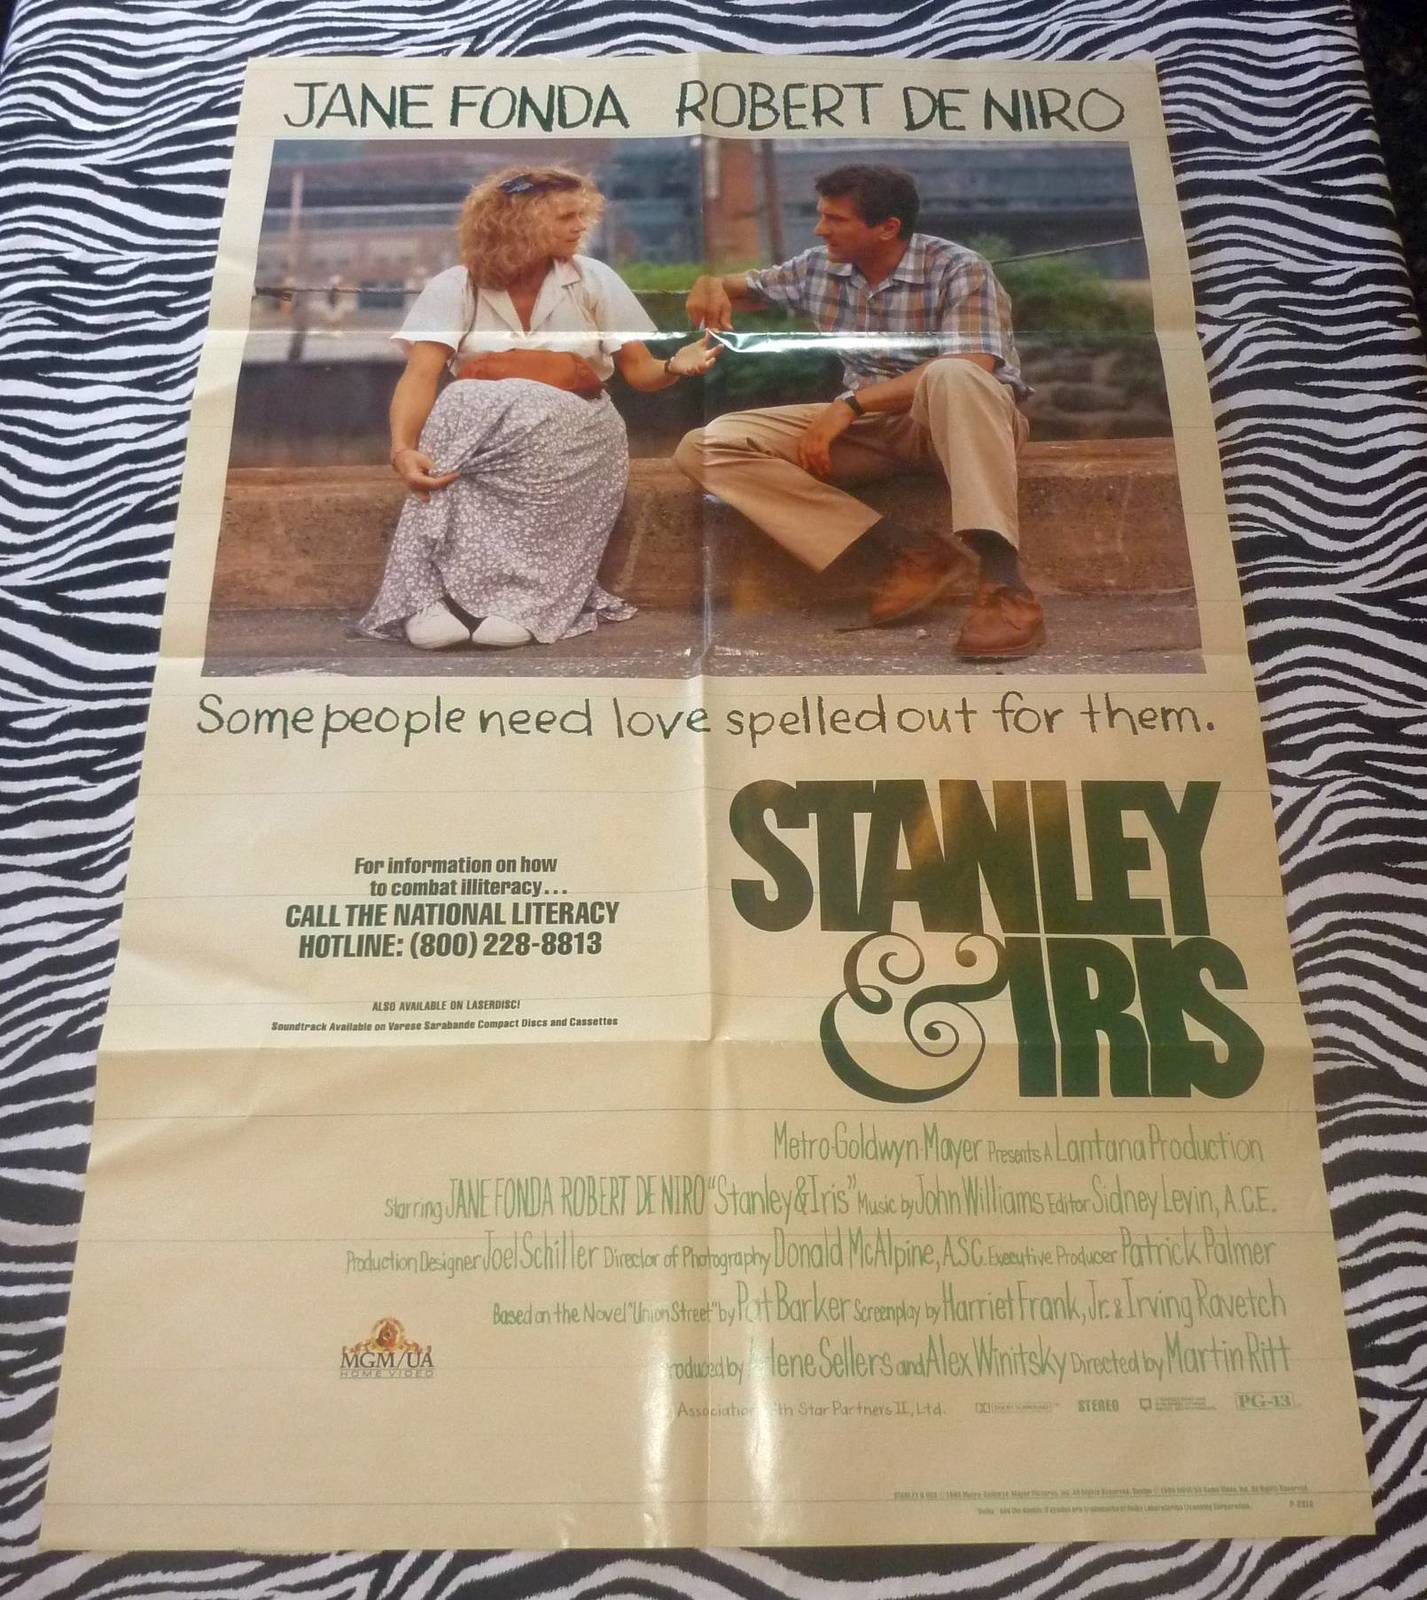 JANE FONDA ROBERT DE NIRO
Some people need love spelled out for them.
STANLEY
& IRIS
For information on how
to combat illiteracy...
CALL THE NATIONAL LITERACY
HOTLINE: (800) 228-8813
ALSO AVAILABLE ON LASERDISC!
Soundtrack Available on Varese Sarabande Compact Discs and Cassettes
Metro-Goldwyn-Mayer Presents A Lantana Production
Starring JANE FONDA ROBERT DE NIRO "Stanley & Iris" Music by John Williams Editor Sidney Levin, A.C.E.
Production Designer Joel Schiller Director of Photography Donald McAlpine, A.S.C. Executive Producer Patrick Palmer
Based on the Novel "Union Street" by Pat Barker Screenplay by Harriet Frank, Jr. & Irving Ravetch
roduced by lene Sellers and Alex Winitsky Directed by Martin Ritt
MGM/UA
HOME VIDEO
Association th Star Partners II, Ltd. STEREO PG-13